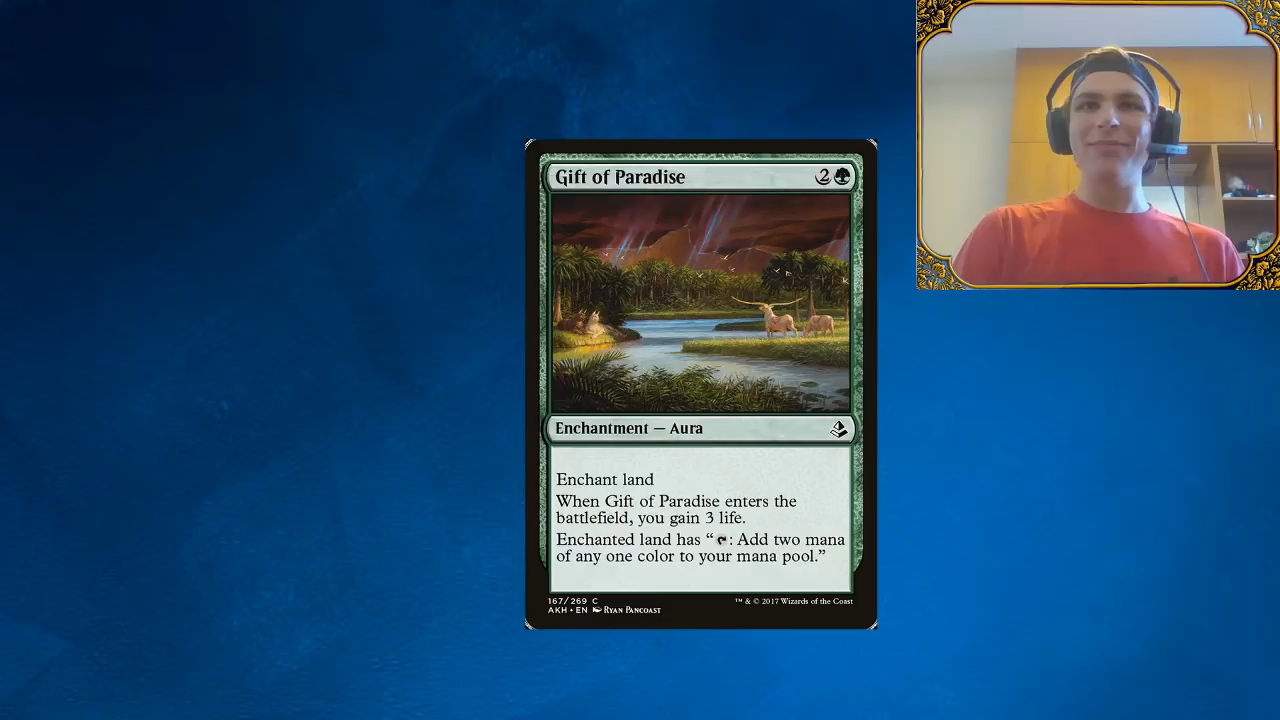 Gift of Paradise 2
Enchantment — Aura
Enchant land
When Gift of Paradise enters the
battlefield, you gain 3 life.
Enchanted land has “: Add two mana
of any one color to your mana pool.”
167/269 C
AKH • EN Ryan Pancoast
™ & © 2017 Wizards of the Coast